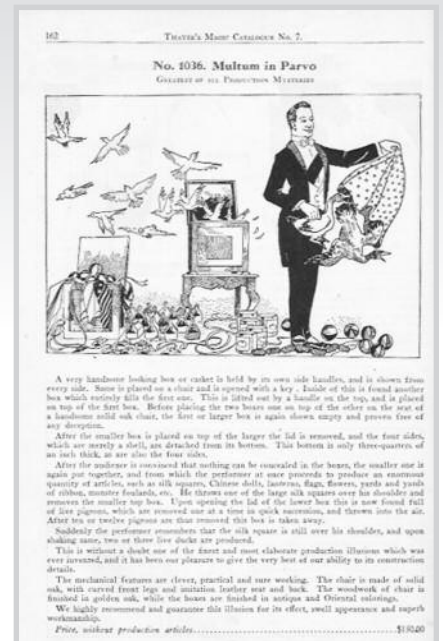 162
THAYER'S MAGIC CATALOGUE No. 7.
No. 1036. Multum in Parvo
GREATEST OF ALL PRODUCTION MYSTERIES
A very handsome looking box or casket is held by its own side handles, and is shown from
every side. Same is placed on a chair and is opened with a key. Inside of this is found another
box which entirely fills the first one. This is lifted out by a handle on the top, and is placed
on top of the first box. Before placing the two boxes one on top of the other on the seat of
a handsome solid oak chair, the first or larger box is again shown empty and proven free of
any deception.
After the smaller box is placed on top of the larger the lid is removed, and the four sides,
which are merely a shell, are detached from its bottom. This bottom is only three-quarters of
an inch thick, as are also the four sides.
After the audience is convinced that nothing can be concealed in the boxes, the smaller one is
again put together, and from which the performer at once proceeds to produce an enormous
quantity of articles, such as silk squares, Chinese dolls, lanterns, flags, flowers, yards and yards
of ribbon, monster foulards, etc. He throws one of the large silk squares over his shoulder and
removes the smaller top box. Upon opening the lid of the lower box this is now found full
of live pigeons, which are removed one at a time in quick succession, and thrown into the air.
After ten or twelve pigeons are thus removed this box is taken away.
Suddenly the performer remembers that the silk square is still over his shoulder, and upon
shaking same, two or three live ducks are produced.
This is without a doubt one of the finest and most elaborate production illusions which was
ever invented, and it has been our pleasure to give the very best of our ability to its construction
details.
The mechanical features are clever, practical and sure working. The chair is made of solid
oak, with curved front legs and imitation leather seat and back. The woodwork of chair is
finished in golden oak, while the boxes are finished in antique and Oriental colorings.
We highly recommend and guarantee this illusion for its effect, swell appearance and superb
workmanship.
Price, without production articles..............................$150.00